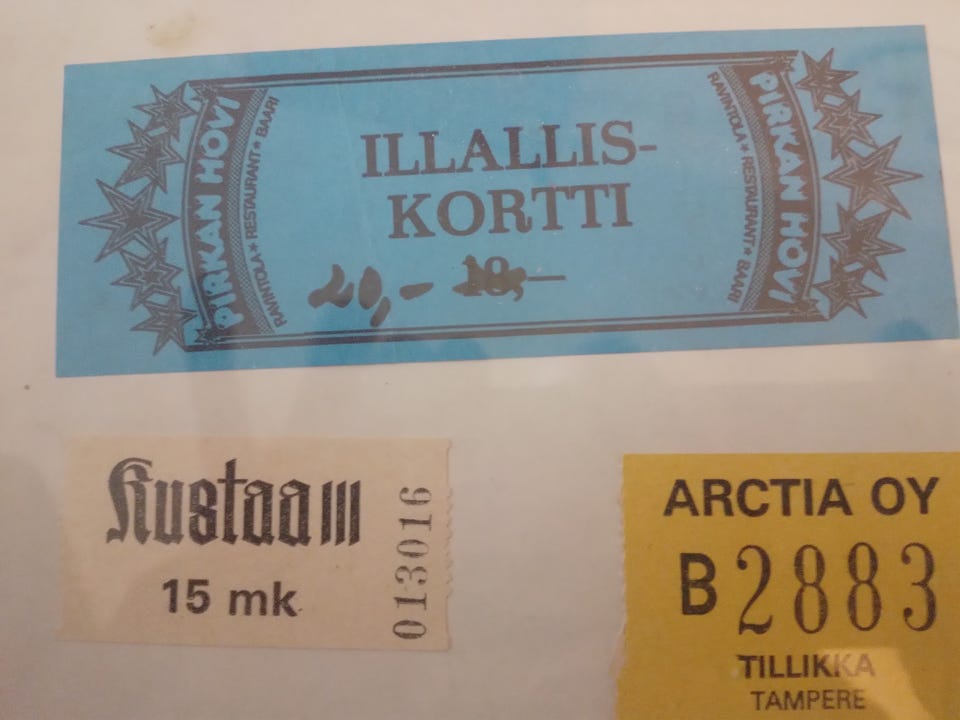 PIRKAN HOVI
RAVINTOLA ★ RESTAURANT ★ BAARI
ILLALLIS-
KORTTI
20,- 18,—
RAVINTOLA ★ RESTAURANT ★ BAARI
PIRKAN HOVI
Kustaa III
15 mk
013016
ARCTIA OY
B 2883
TILLIKKA
TAMPERE